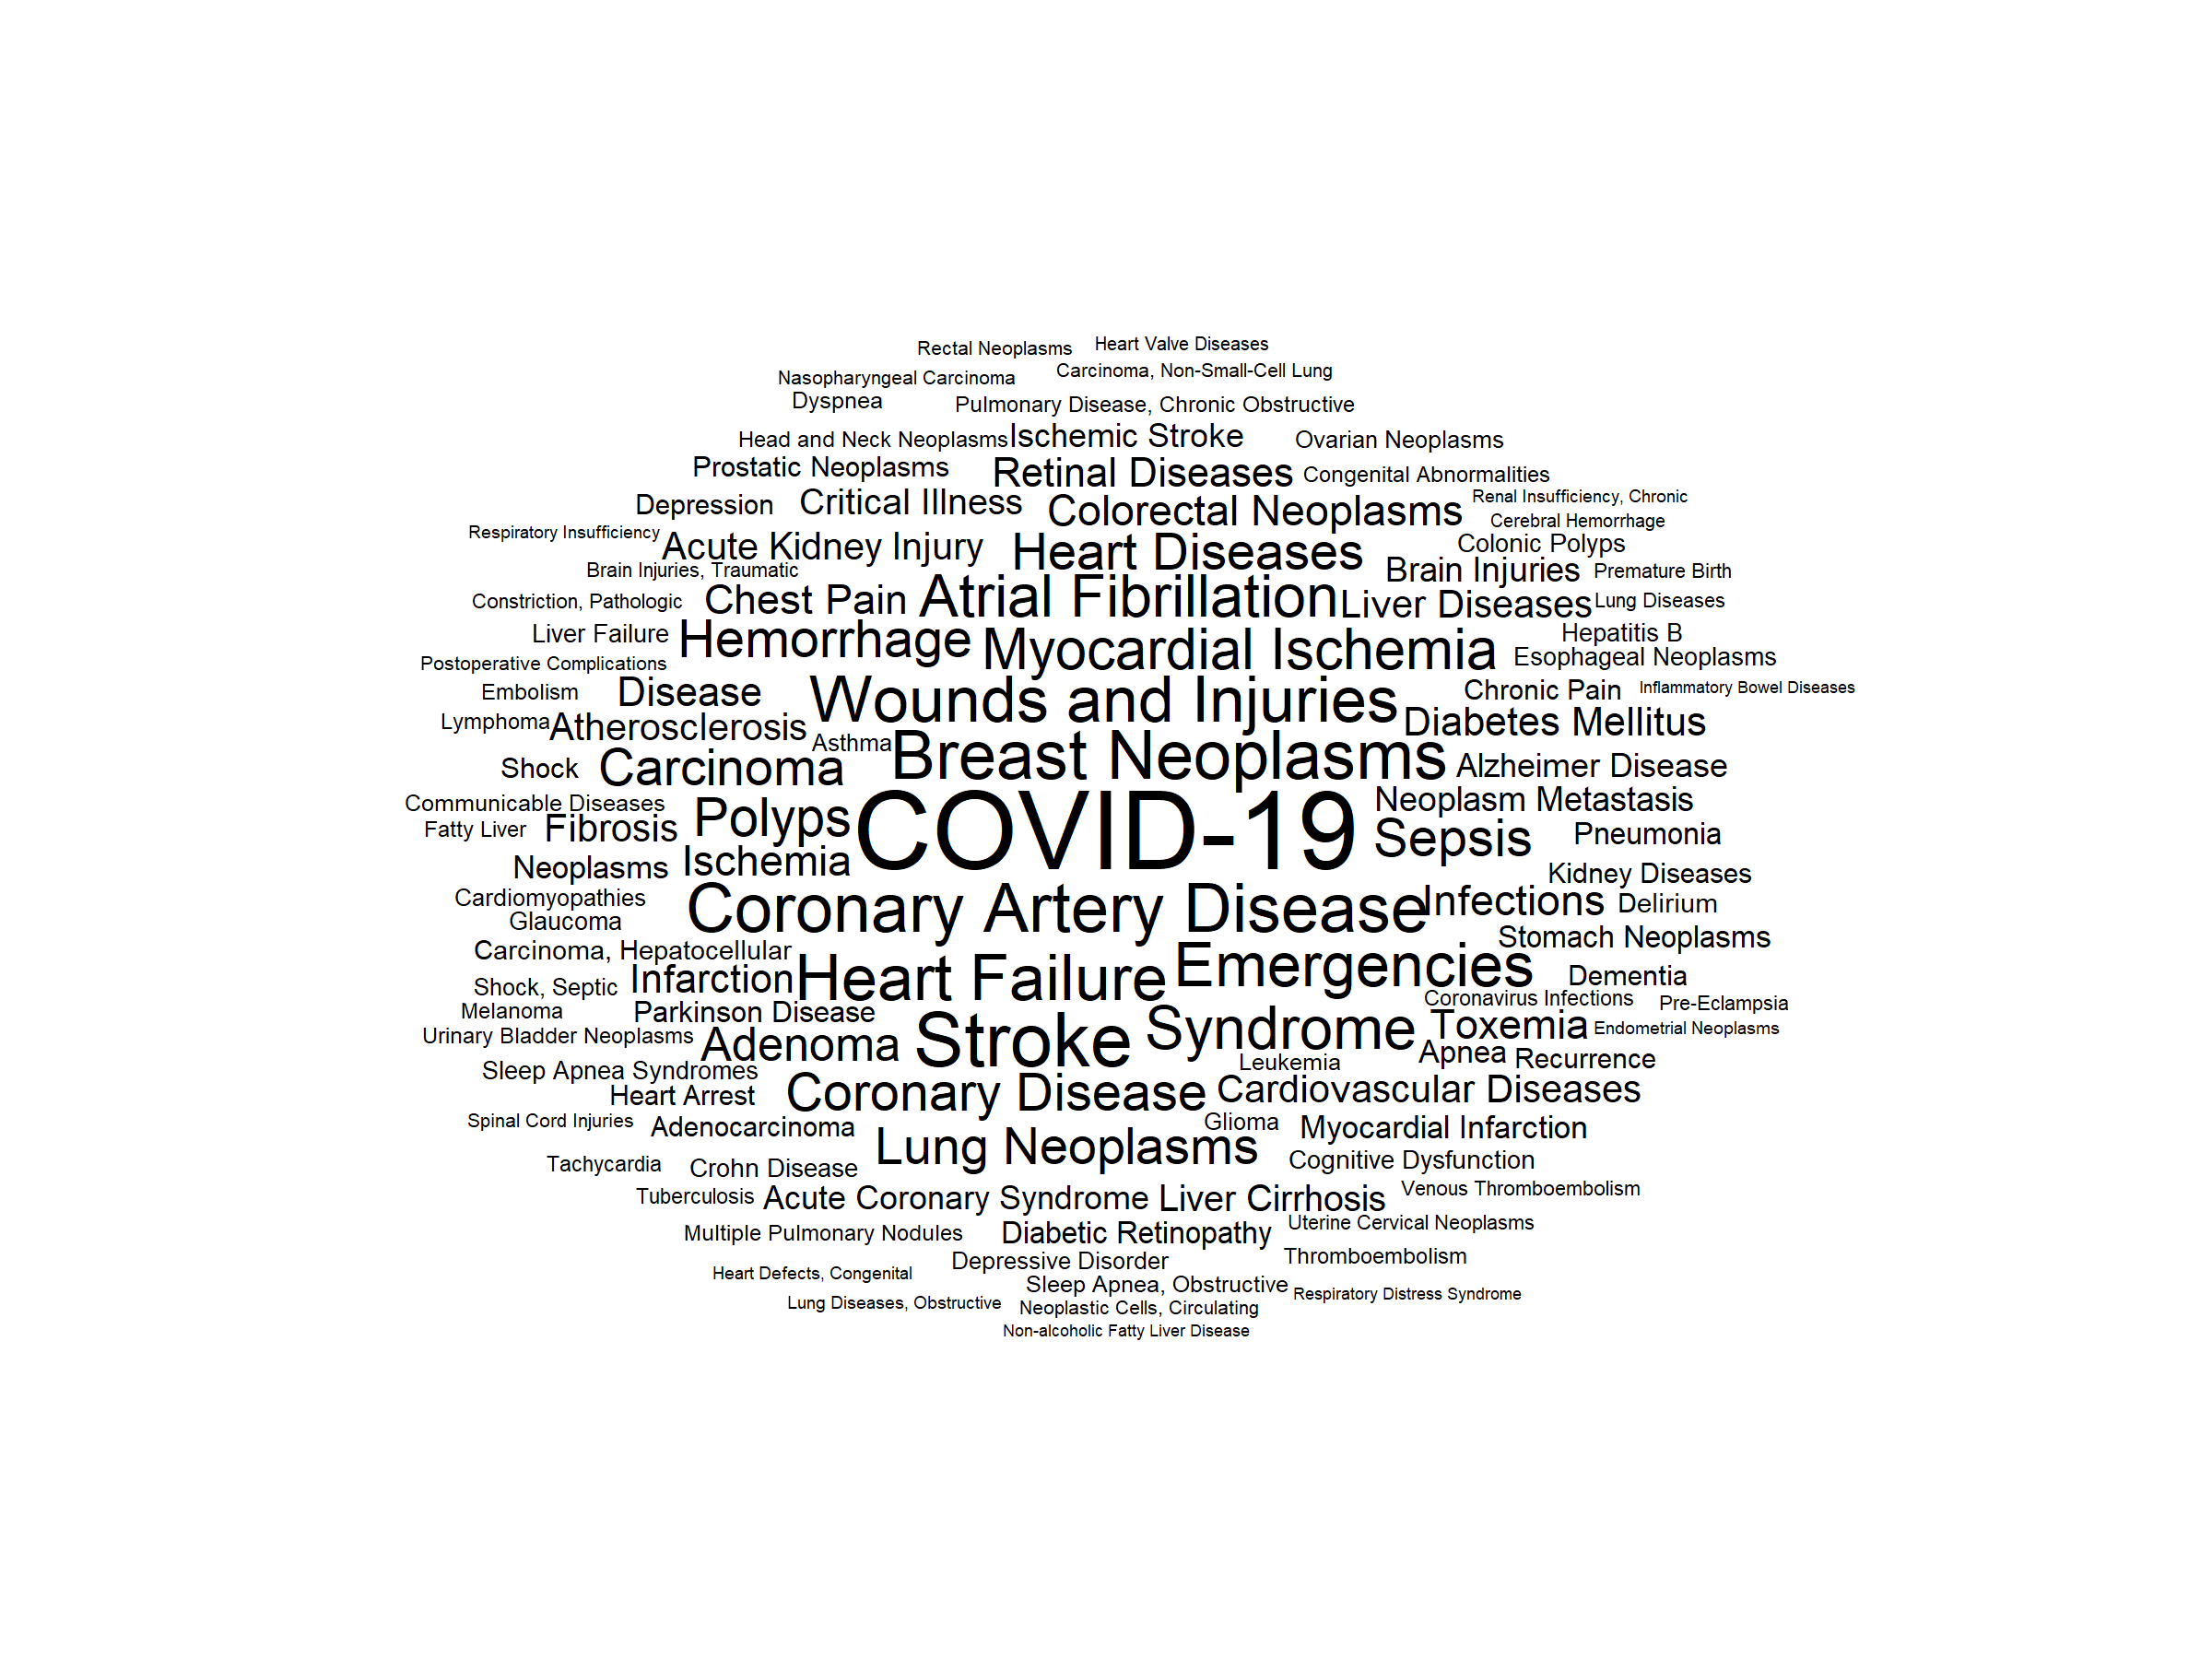 Heart Valve Diseases
Rectal Neoplasms
Carcinoma, Non-Small-Cell Lung
Nasopharyngeal Carcinoma
Dyspnea
Pulmonary Disease, Chronic Obstructive
Head and Neck Neoplasms
Ischemic Stroke
Ovarian Neoplasms
Prostatic Neoplasms
Retinal Diseases
Congenital Abnormalities
Depression
Critical Illness
Colorectal Neoplasms
Renal Insufficiency, Chronic
Cerebral Hemorrhage
Respiratory Insufficiency
Acute Kidney Injury
Heart Diseases
Colonic Polyps
Brain Injuries, Traumatic
Brain Injuries
Premature Birth
Constriction, Pathologic
Chest Pain
Atrial Fibrillation
Liver Diseases
Lung Diseases
Liver Failure
Hemorrhage
Myocardial Ischemia
Hepatitis B
Esophageal Neoplasms
Postoperative Complications
Embolism
Disease
Wounds and Injuries
Chronic Pain
Inflammatory Bowel Diseases
Lymphoma
Atherosclerosis
Diabetes Mellitus
Asthma
Breast Neoplasms
Shock
Carcinoma
Alzheimer Disease
Communicable Diseases
Neoplasm Metastasis
Fatty Liver
Fibrosis
Polyps
COVID-19
Sepsis
Pneumonia
Neoplasms
Ischemia
Kidney Diseases
Cardiomyopathies
Coronary Artery Disease
Infections
Delirium
Glaucoma
Stomach Neoplasms
Carcinoma, Hepatocellular
Emergencies
Shock, Septic
Infarction
Heart Failure
Dementia
Coronavirus Infections
Pre-Eclampsia
Melanoma
Parkinson Disease
Urinary Bladder Neoplasms
Adenoma
Stroke
Syndrome
Toxemia
Endometrial Neoplasms
Leukemia
Apnea
Recurrence
Sleep Apnea Syndromes
Heart Arrest
Coronary Disease
Cardiovascular Diseases
Spinal Cord Injuries
Adenocarcinoma
Glioma
Myocardial Infarction
Lung Neoplasms
Tachycardia
Crohn Disease
Cognitive Dysfunction
Tuberculosis
Acute Coronary Syndrome
Liver Cirrhosis
Venous Thromboembolism
Multiple Pulmonary Nodules
Diabetic Retinopathy
Uterine Cervical Neoplasms
Depressive Disorder
Thromboembolism
Heart Defects, Congenital
Sleep Apnea, Obstructive
Respiratory Distress Syndrome
Lung Diseases, Obstructive
Neoplastic Cells, Circulating
Non-alcoholic Fatty Liver Disease